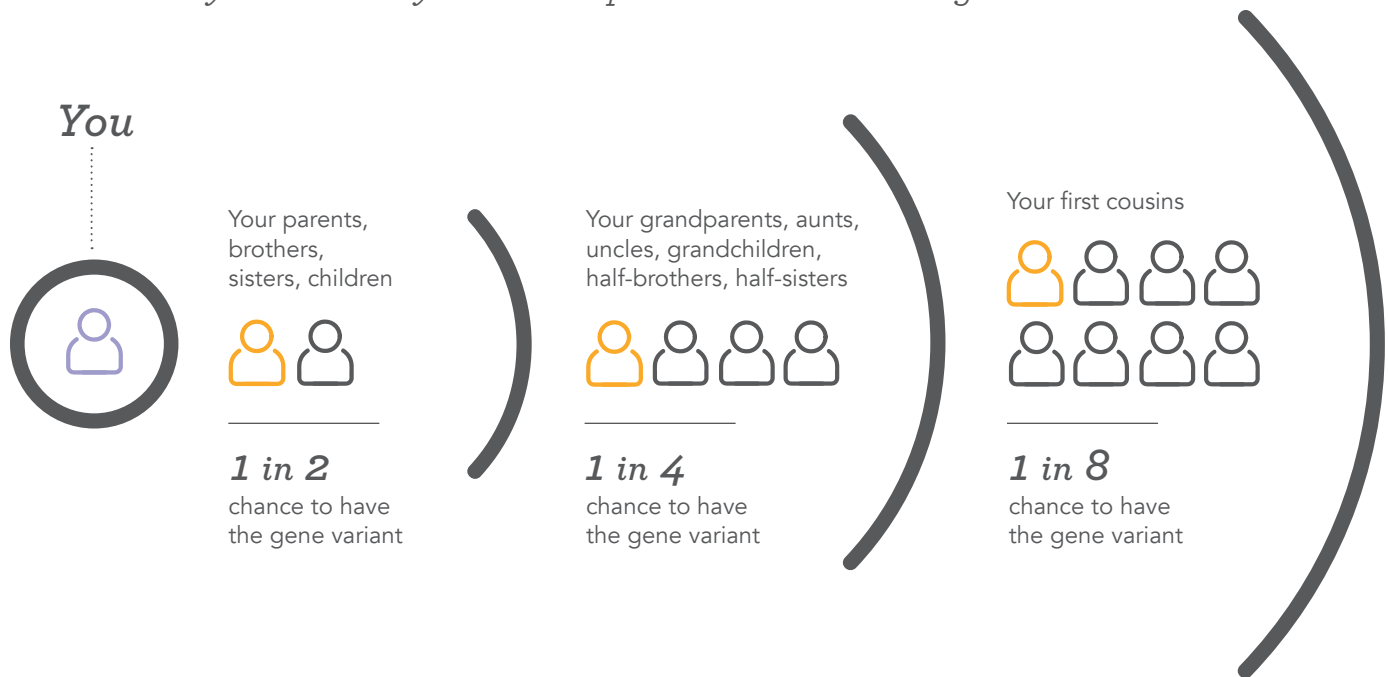 You
Your parents,
brothers,
sisters, children
1 in 2
chance to have
the gene variant
Your grandparents, aunts,
uncles, grandchildren,
half-brothers, half-sisters
1 in 4
chance to have
the gene variant
Your first cousins
1 in 8
chance to have
the gene variant